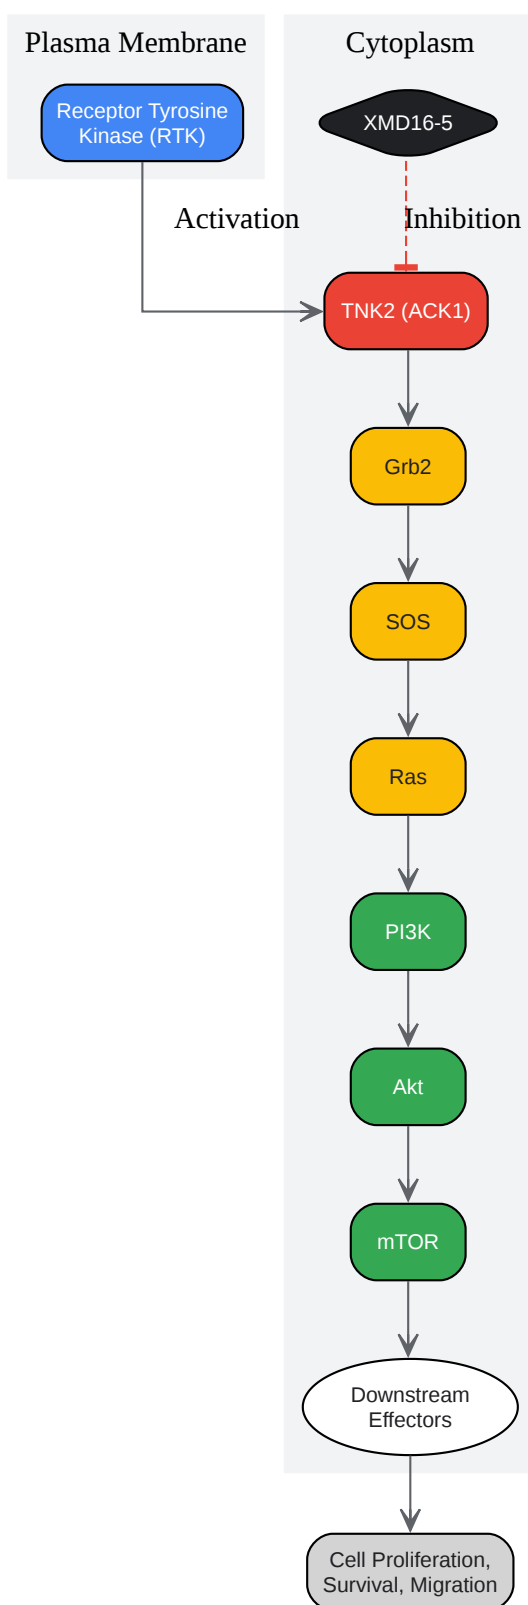 Plasma Membrane
Cytoplasm
Receptor Tyrosine
Kinase (RTK)
XMD16-5
Activation
Inhibition
TNK2 (ACK1)
Grb2
SOS
Ras
PI3K
Akt
mTOR
Downstream
Effectors
Cell Proliferation,
Survival, Migration